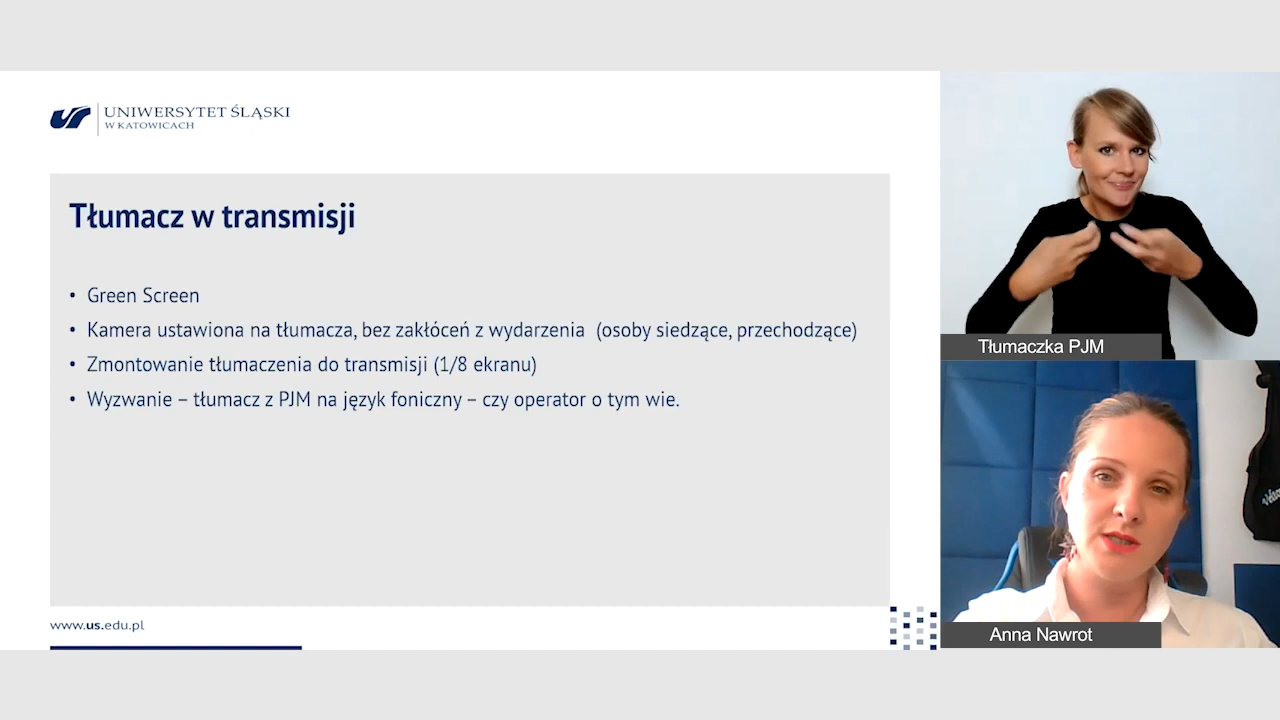 UNIWERSYTET ŚLĄSKI
W KATOWICACH
Tłumacz w transmisji
• Green Screen
• Kamera ustawiona na tłumacza, bez zakłóceń z wydarzenia (osoby siedzące, przechodzące)
• Zmontowanie tłumaczenia do transmisji (1/8 ekranu)
• Wyzwanie – tłumacz z PJM na język foniczny – czy operator o tym wie.
www.us.edu.pl
Tłumaczka PJM
Anna Nawrot